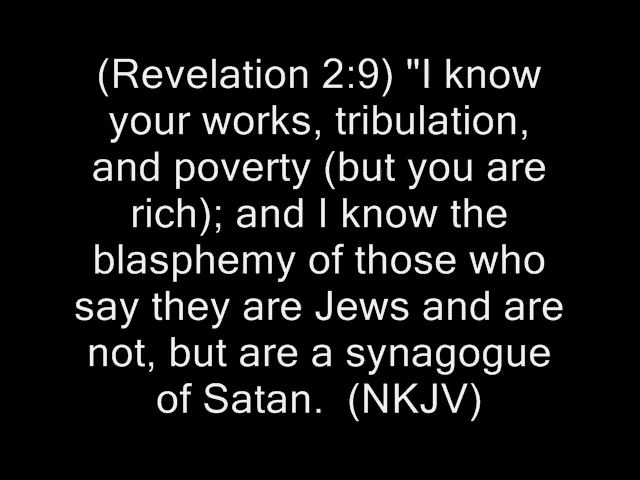 (Revelation 2:9) "I know
your works, tribulation,
and poverty (but you are
rich); and I know the
blasphemy of those who
say they are Jews and are
not, but are a synagogue
of Satan.  (NKJV)